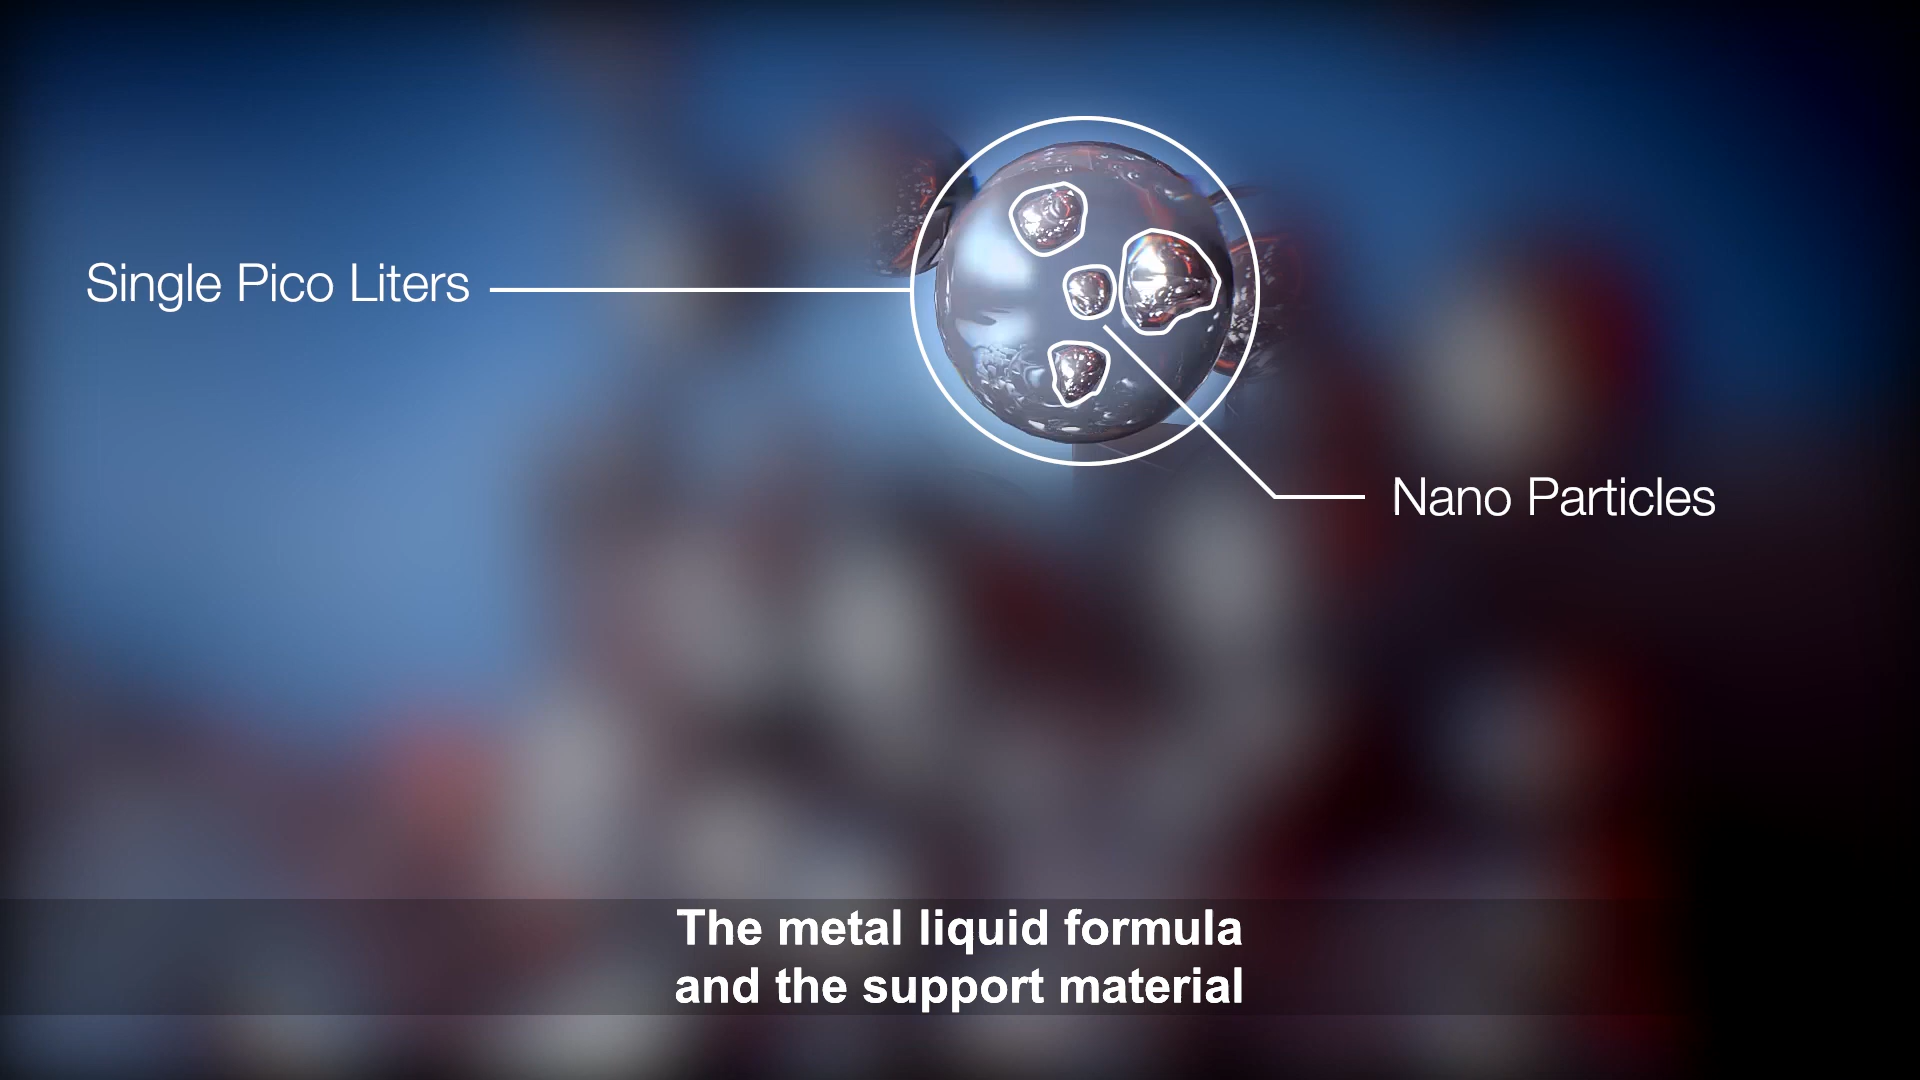 Single Pico Liters
Nano Particles
The metal liquid formula
and the support material